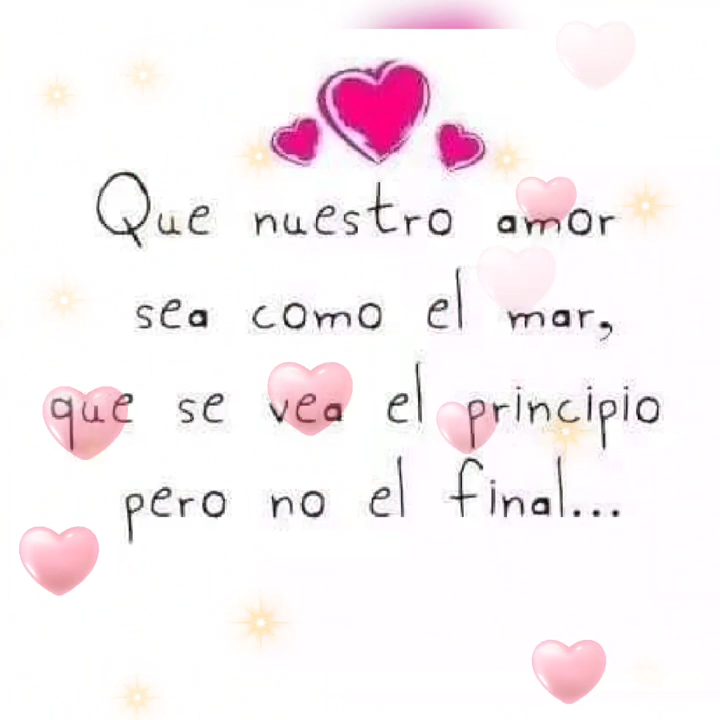 Que nuestro amor
sea como el mar,
que se vea el principio
pero no el final...